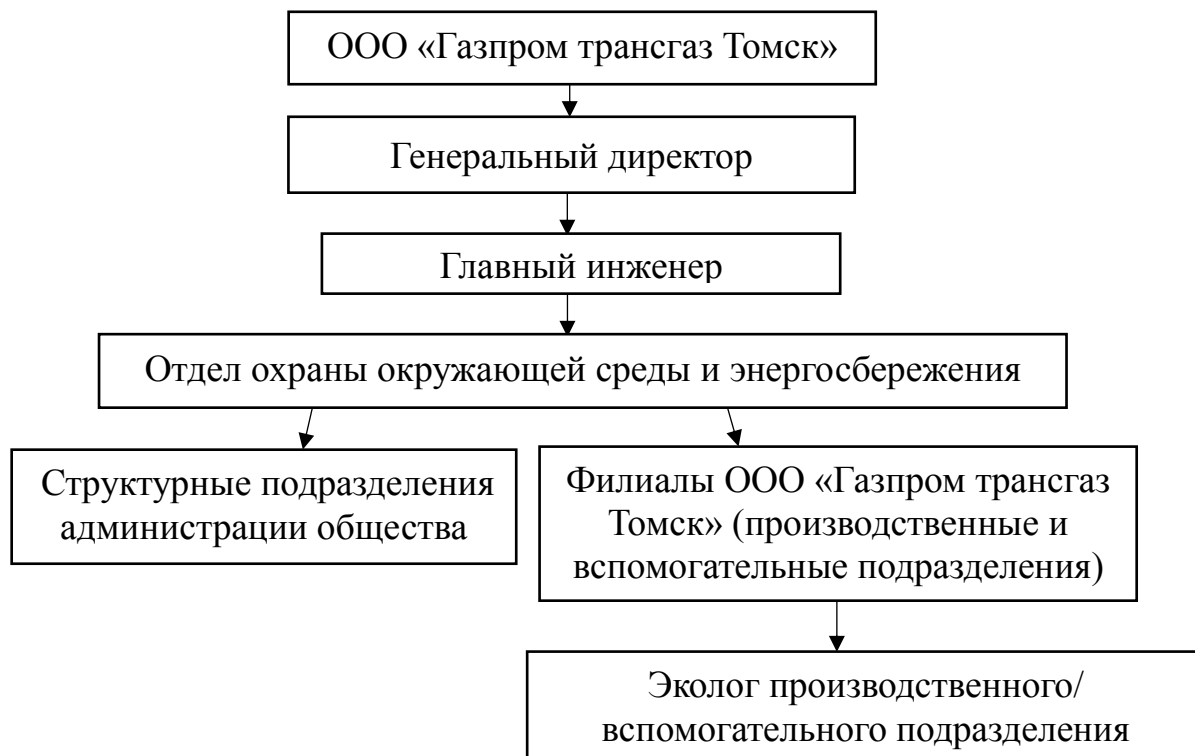 ООО «Газпром трансгаз Томск»
Генеральный директор
Главный инженер
Отдел охраны окружающей среды и энергосбережения
Структурные подразделения
администрации общества
Филиалы ООО «Газпром трансгаз
Томск» (производственные и
вспомогательные подразделения)
Эколог производственного/
вспомогательного подразделения